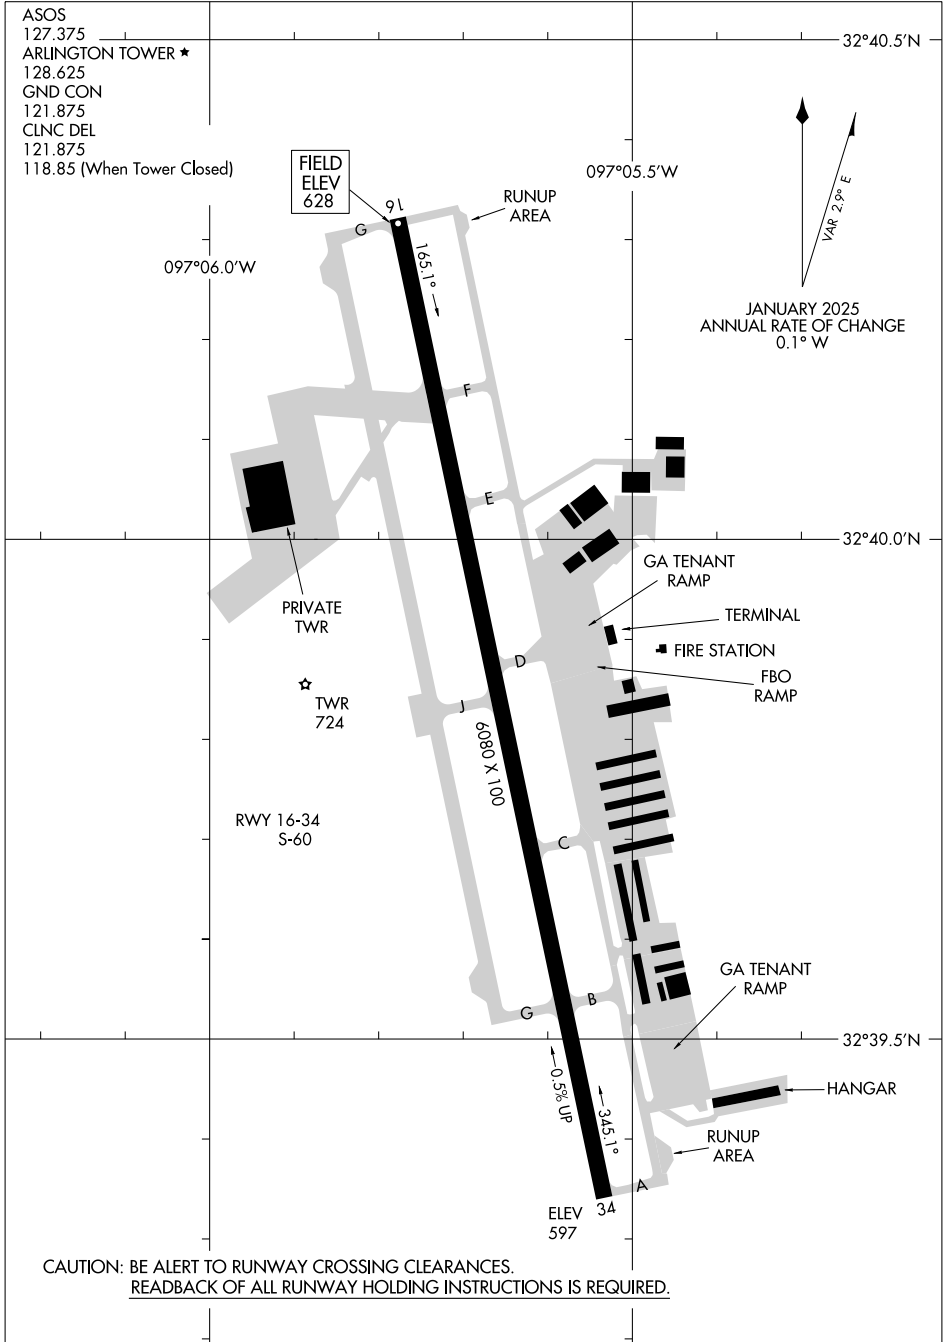 ASOS
127.375
ARLINGTON TOWER ★
128.625
GND CON
121.875
CLNC DEL
121.875
118.85 (When Tower Closed)
32°40.5'N
FIELD
ELEV
628
16
RUNUP
AREA
097°05.5'W
VAR 2.9° E
G
097°06.0'W
165.1°
JANUARY 2025
ANNUAL RATE OF CHANGE
0.1° W
F
E
32°40.0'N
GA TENANT
RAMP
PRIVATE
TWR
TERMINAL
FIRE STATION
D
FBO
RAMP
TWR
724
J
6080 X 100
RWY 16-34
S-60
C
GA TENANT
RAMP
B
G
32°39.5'N
0.5% UP
345.1°
HANGAR
RUNUP
AREA
A
ELEV
597
34
CAUTION: BE ALERT TO RUNWAY CROSSING CLEARANCES.
READBACK OF ALL RUNWAY HOLDING INSTRUCTIONS IS REQUIRED.